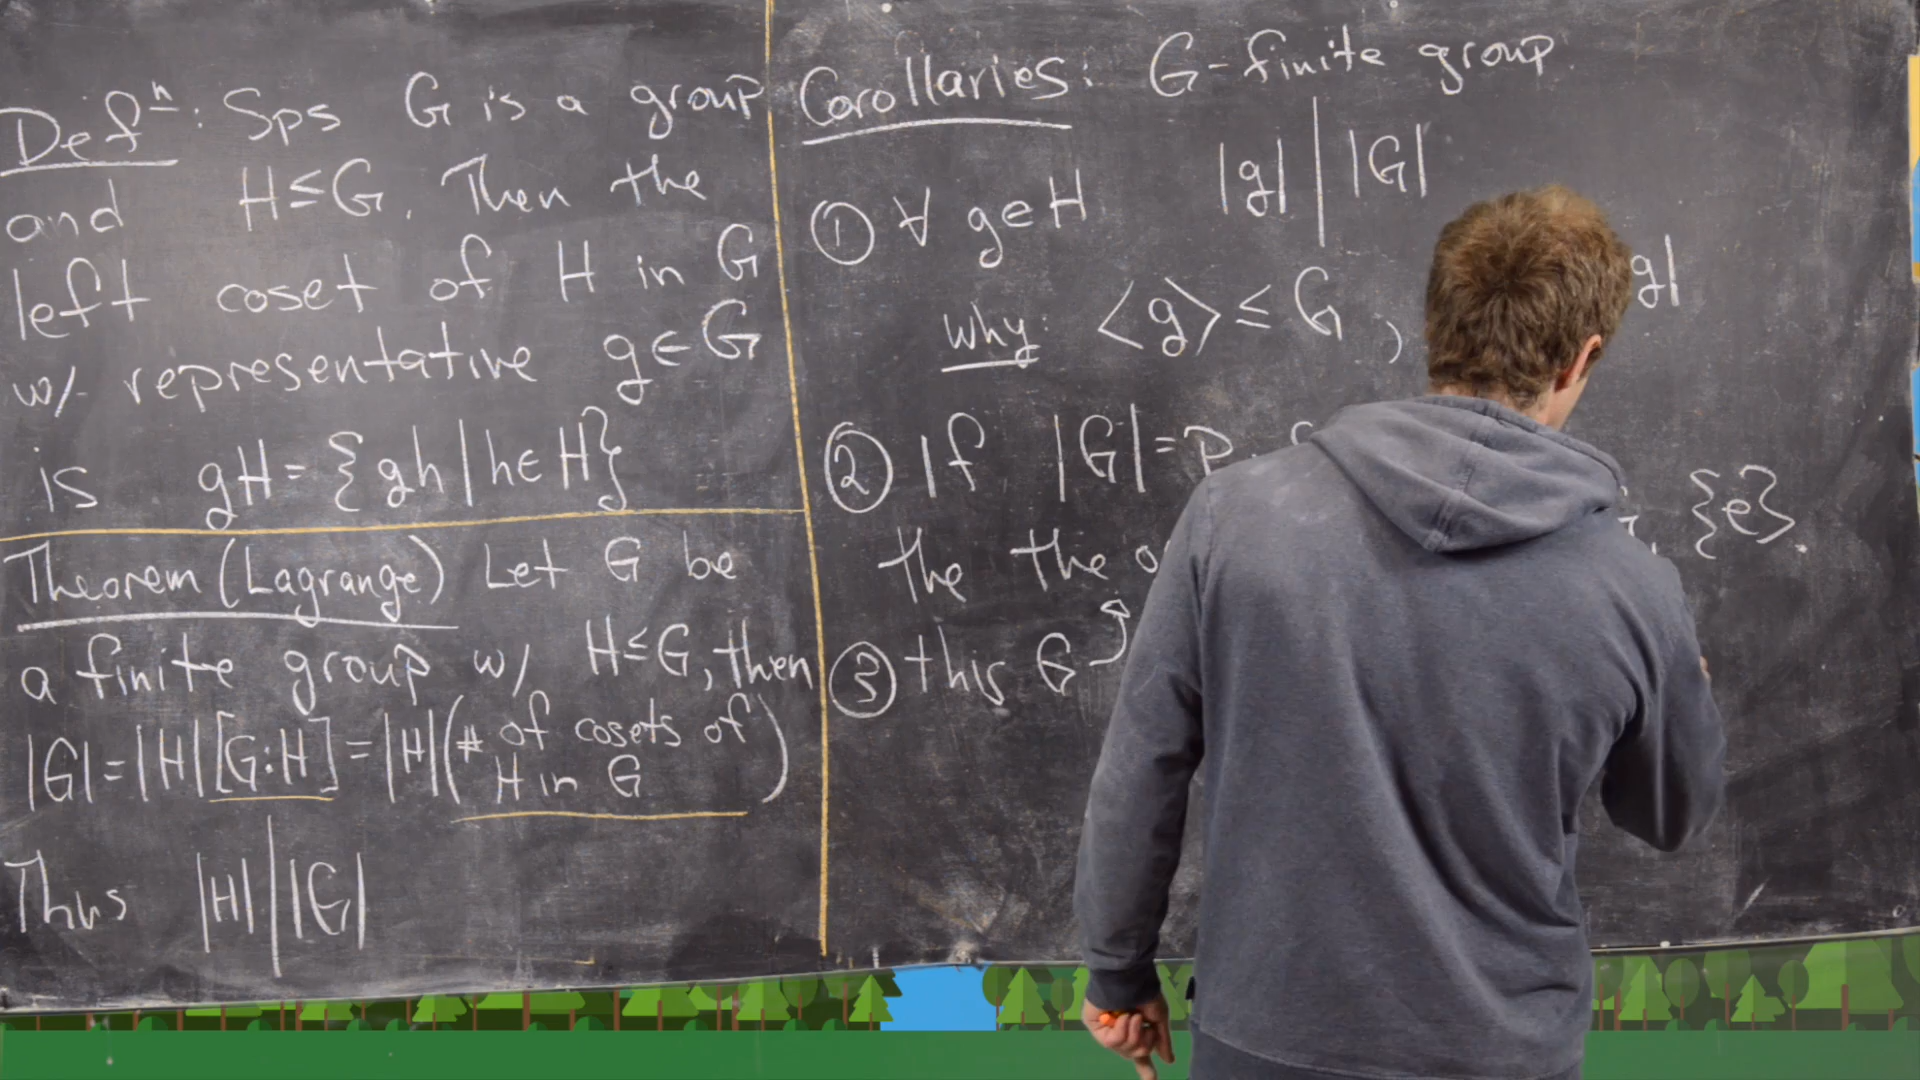 Defⁿ: Sps G is a group
and H≤G. Then the
left coset of H in G
w/ representative g∈G
is gH={gh|h∈H}
Theorem (Lagrange) Let G be
a finite group w/ H≤G, then
|G|=|H|[G:H]=|H|(# of cosets of H in G)
Thus |H| | |G|
Corollaries: G-finite group.
① ∀ g∈H |g| | |G|
why: <g> ≤ G, g|
② If |G|=p.
the the {e}.
③ this G